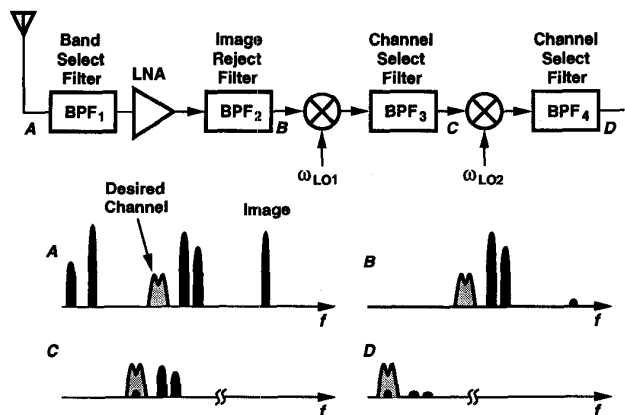 Band
Select
Filter
LNA
Image
Reject
Filter
Channel
Select
Filter
Channel
Select
Filter
A
BPF1
BPF2
B
BPF3
C
BPF4
D
ωLO1
ωLO2
Desired
Channel
Image
A
f
B
f
C
f
D
f